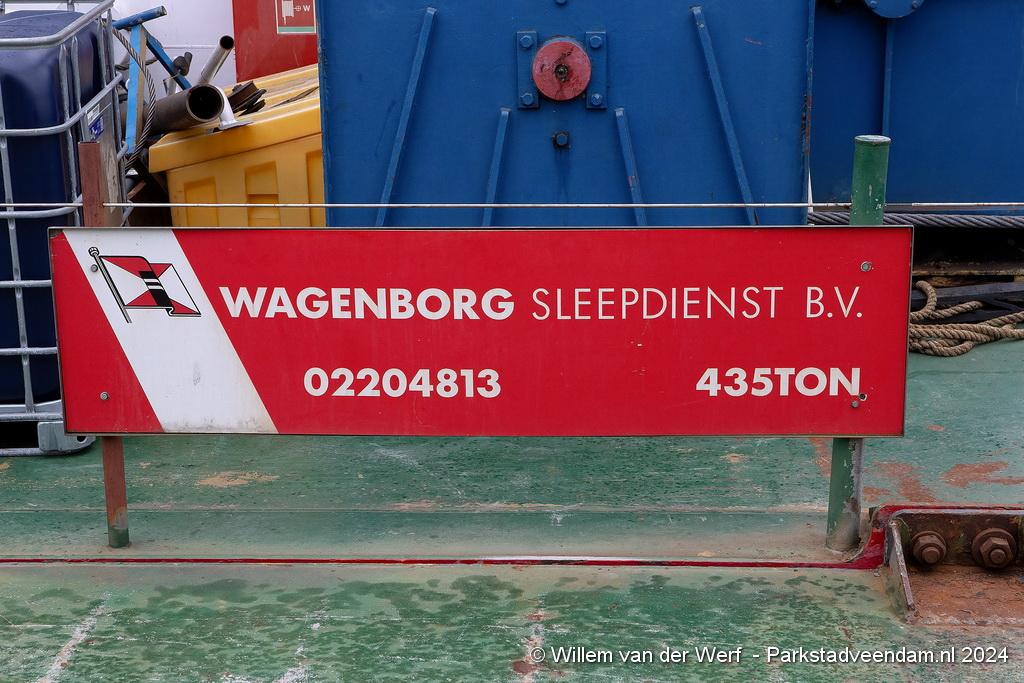 WAGENBORG SLEEPDIENST B.V.
02204813 435TON
© Willem van der Werf - Parkstadveendam.nl 2024